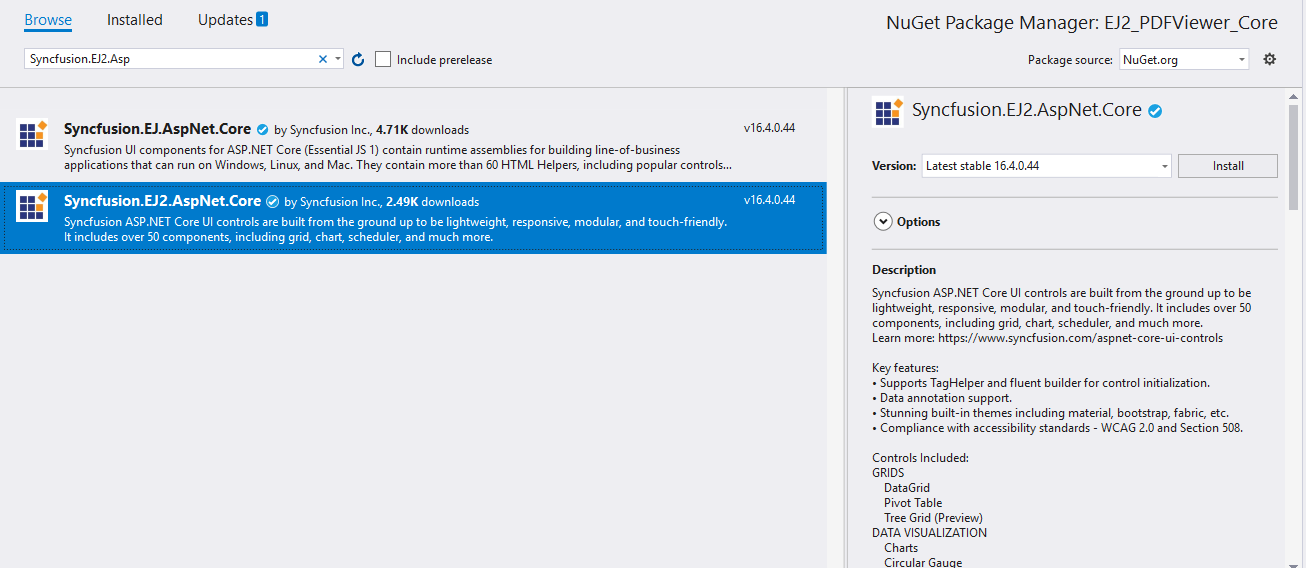 Browse Installed Updates 1
NuGet Package Manager: EJ2_PDFViewer_Core
Syncfusion.EJ2.Asp
Include prerelease
Package source: NuGet.org
Syncfusion.EJ.AspNet.Core by Syncfusion Inc., 4.71K downloads
v16.4.0.44
Syncfusion UI components for ASP.NET Core (Essential JS 1) contain runtime assemblies for building line-of-business
applications that can run on Windows, Linux, and Mac. They contain more than 60 HTML Helpers, including popular controls...
Syncfusion.EJ2.AspNet.Core by Syncfusion Inc., 2.49K downloads
v16.4.0.44
Syncfusion ASP.NET Core UI controls are built from the ground up to be lightweight, responsive, modular, and touch-friendly.
It includes over 50 components, including grid, chart, scheduler, and much more.
Syncfusion.EJ2.AspNet.Core
Version: Latest stable 16.4.0.44 Install
Options
Description
Syncfusion ASP.NET Core UI controls are built from the ground up to be
lightweight, responsive, modular, and touch-friendly. It includes over 50
components, including grid, chart, scheduler, and much more.
Learn more: https://www.syncfusion.com/aspnet-core-ui-controls
Key features:
• Supports TagHelper and fluent builder for control initialization.
• Data annotation support.
• Stunning built-in themes including material, bootstrap, fabric, etc.
• Compliance with accessibility standards - WCAG 2.0 and Section 508.
Controls Included:
GRIDS
DataGrid
Pivot Table
Tree Grid (Preview)
DATA VISUALIZATION
Charts
Circular Gauge